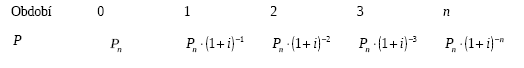 Období 0 1 2 3 n
P Pₙ Pₙ·(1+i)⁻¹ Pₙ·(1+i)⁻² Pₙ·(1+i)⁻³ Pₙ·(1+i)⁻ⁿ